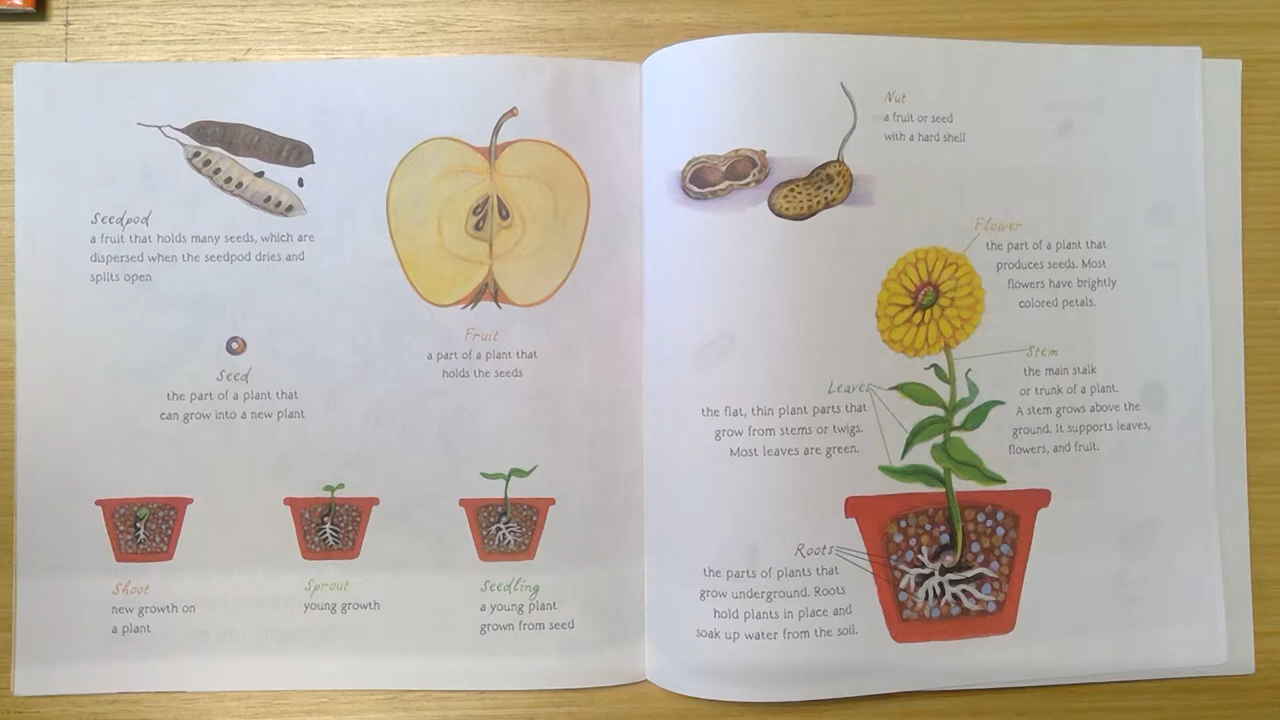 Seedpod
a fruit that holds many seeds, which are
dispersed when the seedpod dries and
splits open
Fruit
a part of a plant that
holds the seeds
Seed
the part of a plant that
can grow into a new plant
Shoot
new growth on
a plant
Sprout
young growth
Seedling
a young plant
grown from seed
Nut
a fruit or seed
with a hard shell
Flower
the part of a plant that
produces seeds. Most
flowers have brightly
colored petals.
Stem
the main stalk
or trunk of a plant.
A stem grows above the
ground. It supports leaves,
flowers, and fruit.
Leaves
the flat, thin plant parts that
grow from stems or twigs.
Most leaves are green.
Roots
the parts of plants that
grow underground. Roots
hold plants in place and
soak up water from the soil.